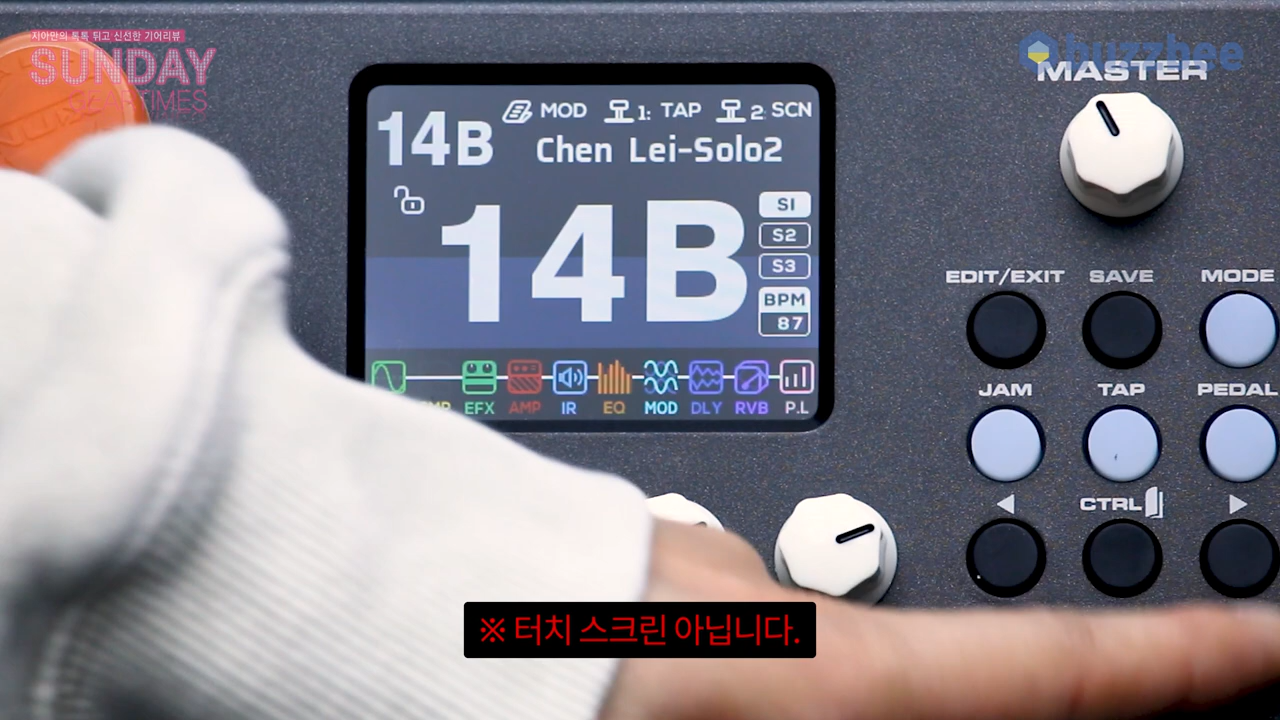 저아만의 톡톡 튀고 신선한 기어리뷰
SUNDAY
TIMES
buzzbee
MASTER
14B
MOD
1: TAP
2: SCN
Chen Lei-Solo2
14B
S1
S2
S3
BPM
87
EFX
AMP
IR
EQ
MOD
DLY
RVB
P.L
EDIT/EXIT
SAVE
MODE
JAM
TAP
PEDAL
◀
CTRL
▶
※ 터치 스크린 아닙니다.